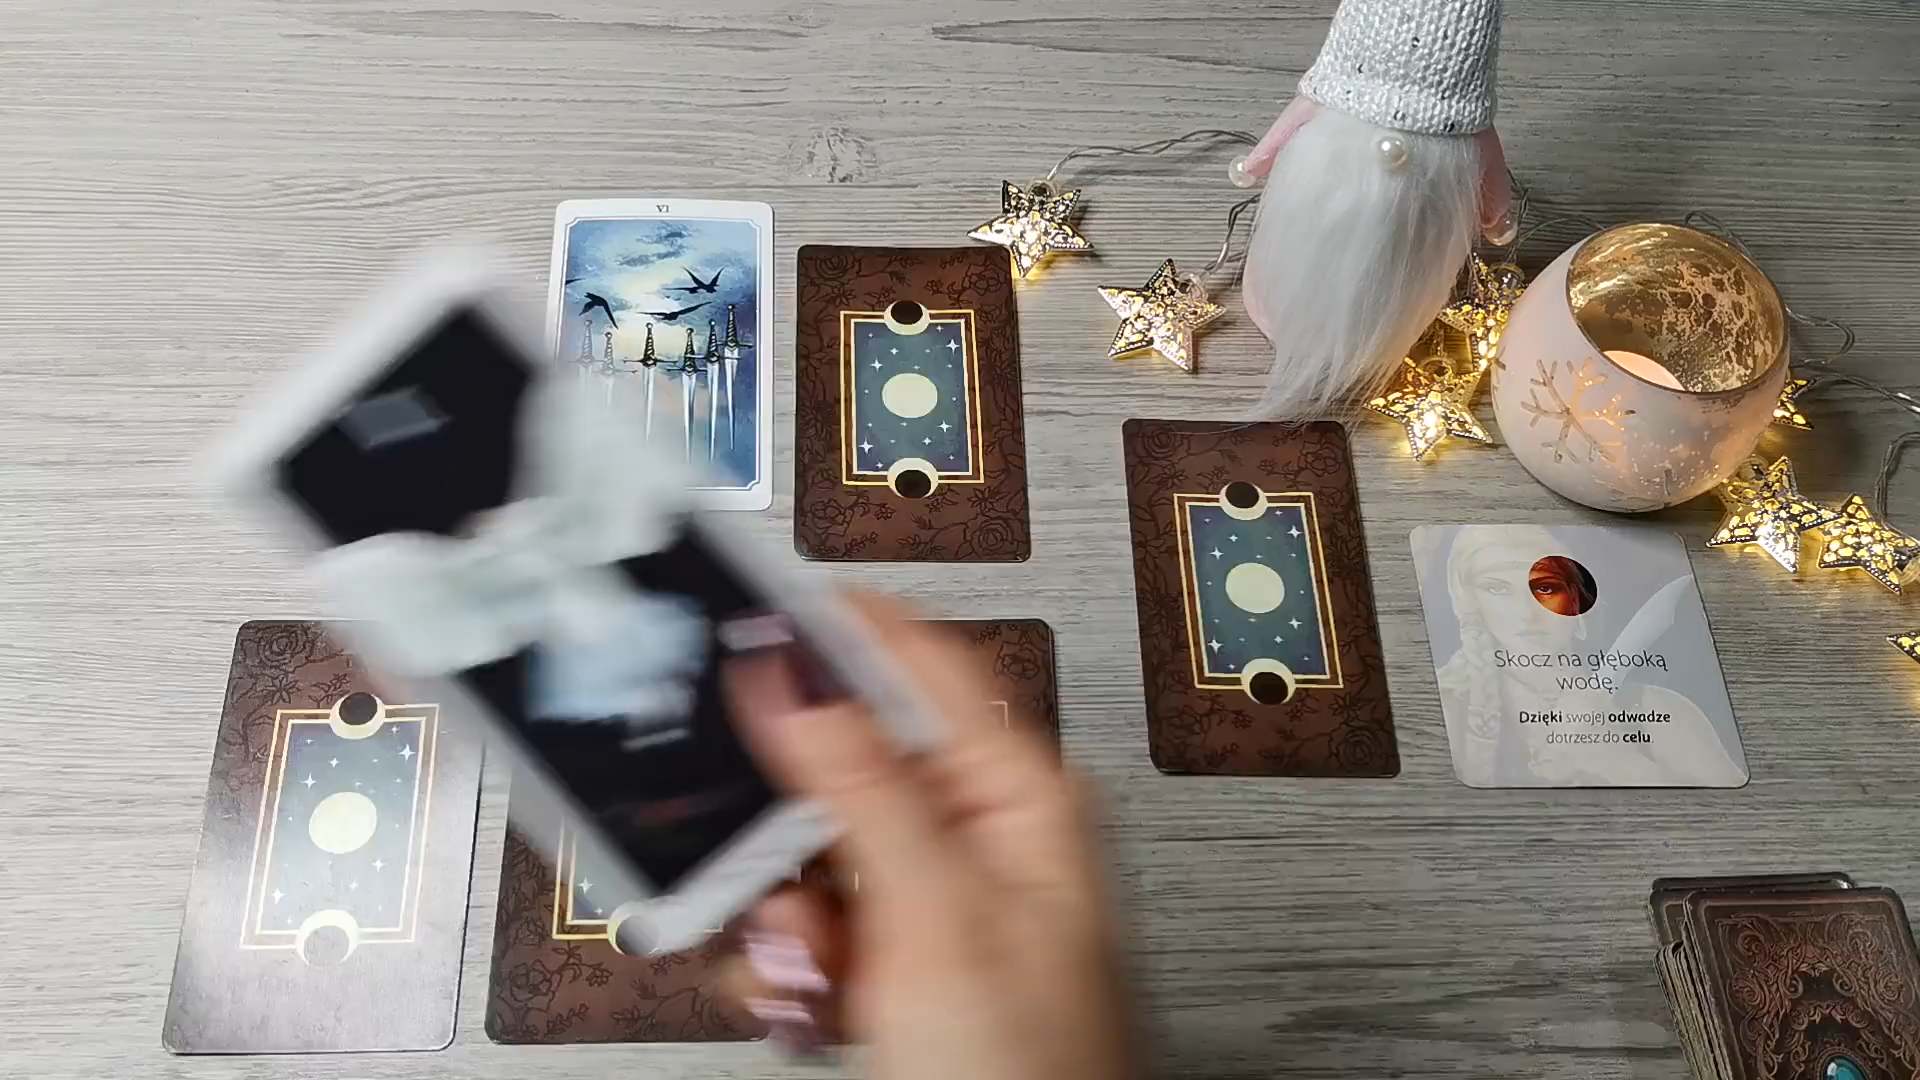 VI
Skocz na głęboką
wodę.
Dzięki swojej odwadze
dotrzesz do celu.